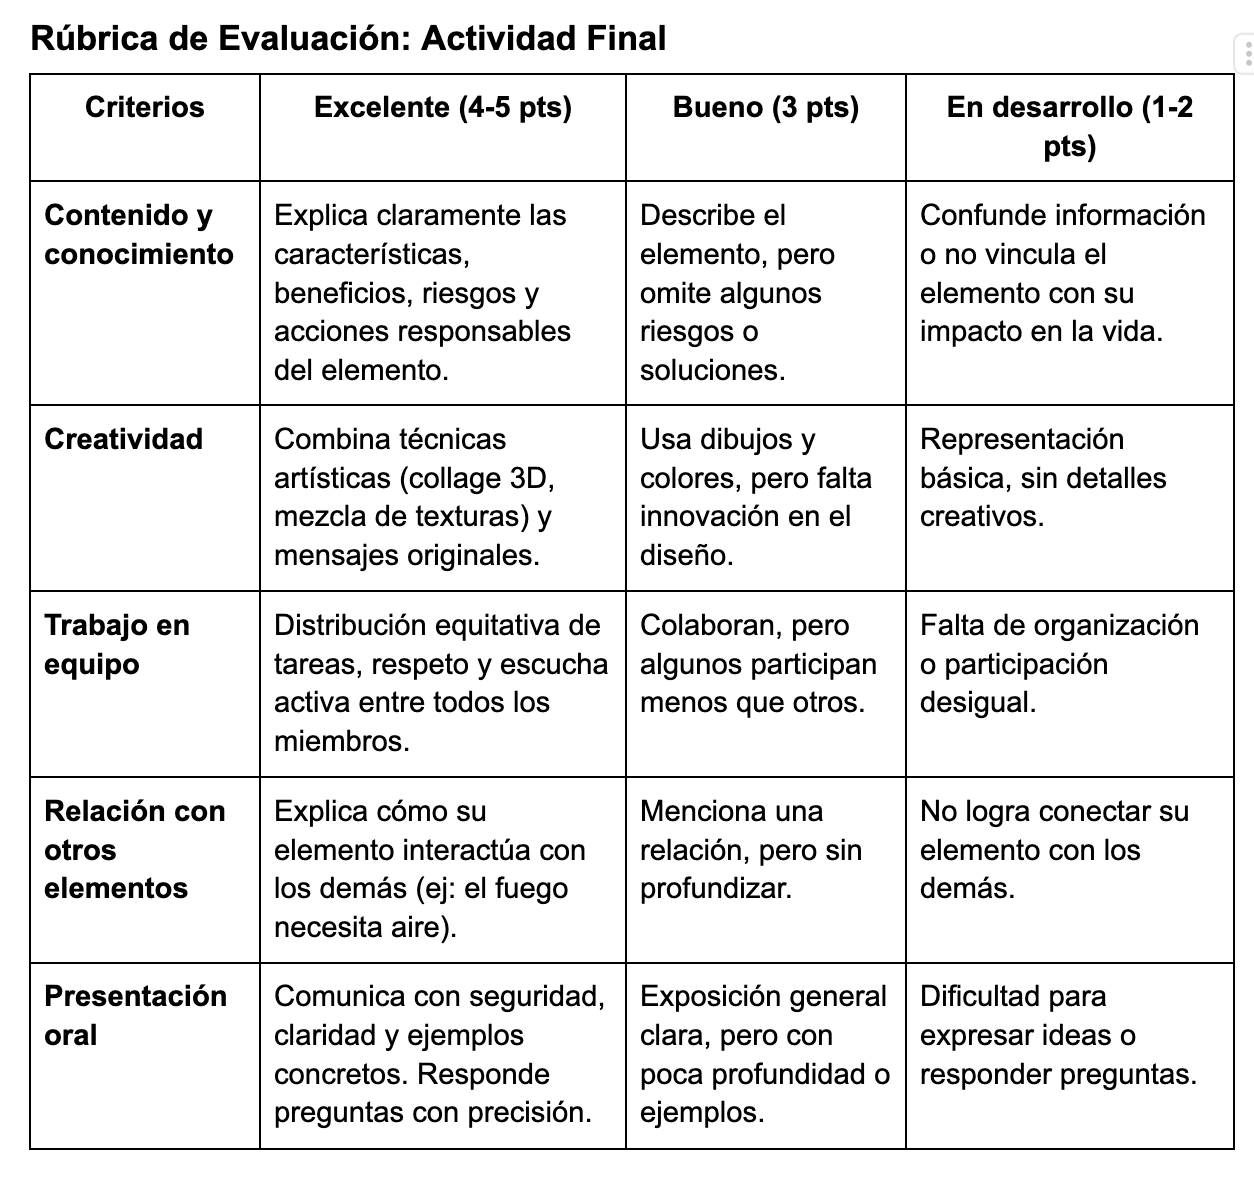 Rúbrica de Evaluación: Actividad Final
Criterios
Excelente (4-5 pts)
Bueno (3 pts)
En desarrollo (1-2
pts)
Contenido y
conocimiento
Explica claramente las
características,
beneficios, riesgos y
acciones responsables
del elemento.
Describe el
elemento, pero
omite algunos
riesgos o
soluciones.
Confunde información
o no vincula el
elemento con su
impacto en la vida.
Creatividad
Combina técnicas
artísticas (collage 3D,
mezcla de texturas) y
mensajes originales.
Usa dibujos y
colores, pero falta
innovación en el
diseño.
Representación
básica, sin detalles
creativos.
Trabajo en
equipo
Distribución equitativa de
tareas, respeto y escucha
activa entre todos los
miembros.
Colaboran, pero
algunos participan
menos que otros.
Falta de organización
o participación
desigual.
Relación con
otros
elementos
Explica cómo su
elemento interactúa con
los demás (ej: el fuego
necesita aire).
Menciona una
relación, pero sin
profundizar.
No logra conectar su
elemento con los
demás.
Presentación
oral
Comunica con seguridad,
claridad y ejemplos
concretos. Responde
preguntas con precisión.
Exposición general
clara, pero con
poca profundidad o
ejemplos.
Dificultad para
expresar ideas o
responder preguntas.